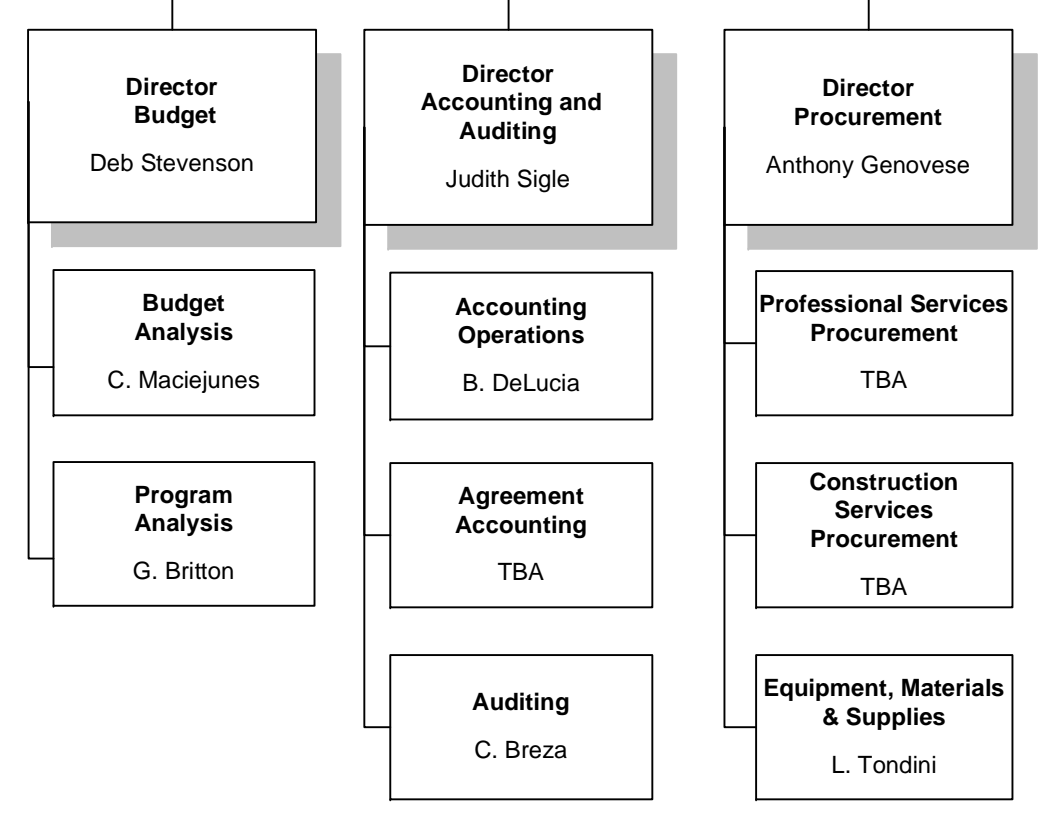 Director
Budget
Deb Stevenson
Budget
Analysis
C. Maciejunes
Program
Analysis
G. Britton
Director
Accounting and
Auditing
Judith Sigle
Accounting
Operations
B. DeLucia
Agreement
Accounting
TBA
Auditing
C. Breza
Director
Procurement
Anthony Genovese
Professional Services
Procurement
TBA
Construction
Services
Procurement
TBA
Equipment, Materials
& Supplies
L. Tondini